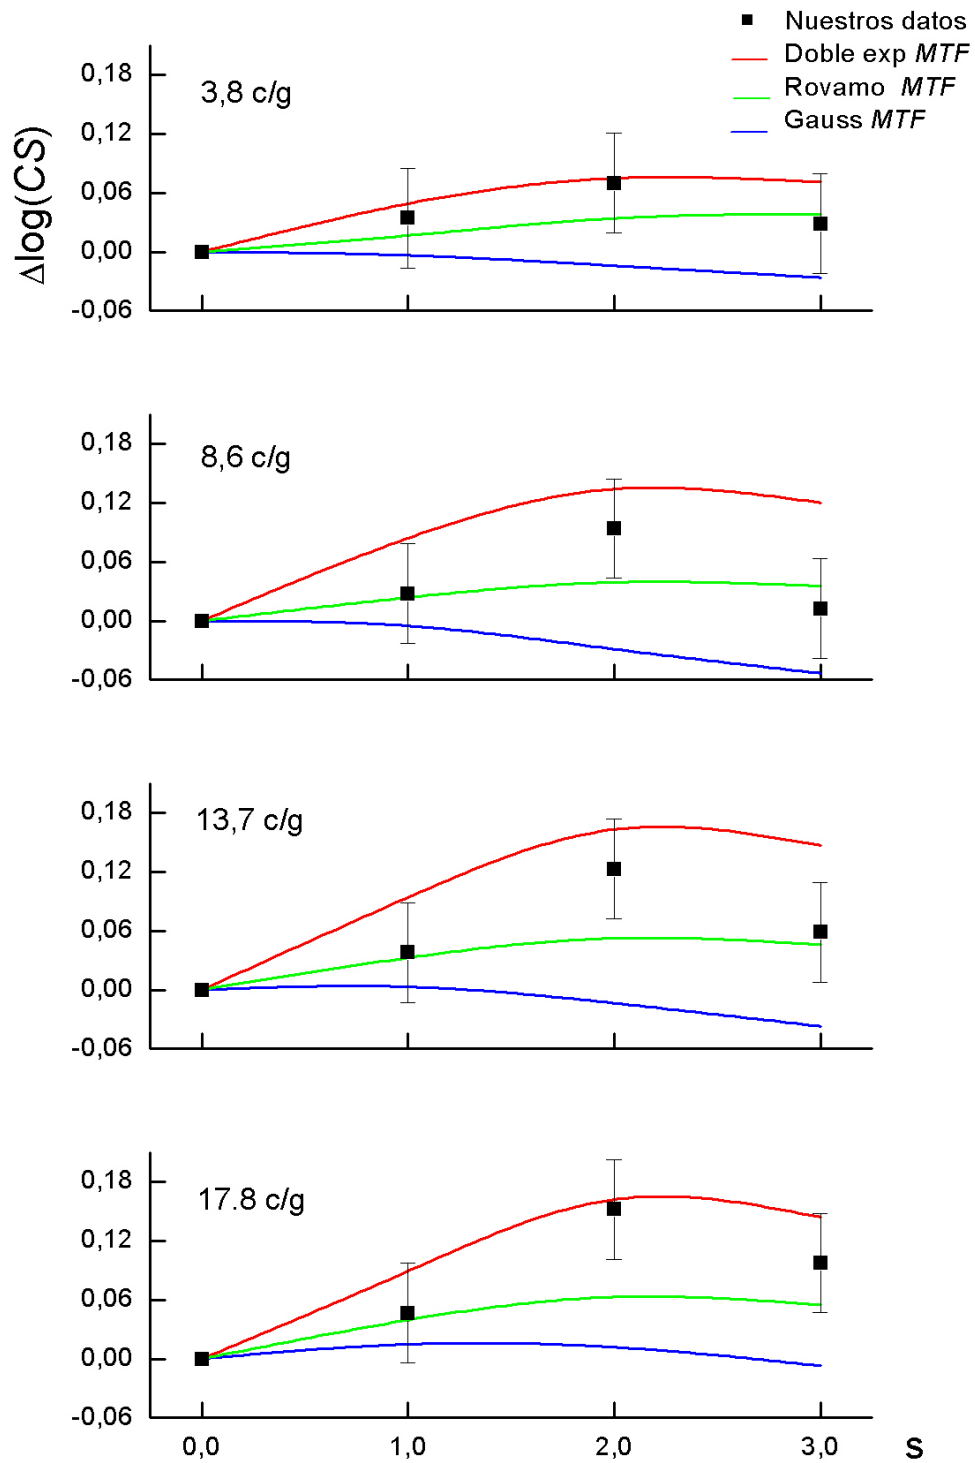 Nuestros datos
Doble exp MTF
Rovamo MTF
Gauss MTF
Δlog(CS)
3,8 c/g
0,18
0,12
0,06
0,00
-0,06
8,6 c/g
0,18
0,12
0,06
0,00
-0,06
13,7 c/g
0,18
0,12
0,06
0,00
-0,06
17.8 c/g
0,18
0,12
0,06
0,00
-0,06
0,0 1,0 2,0 3,0 s